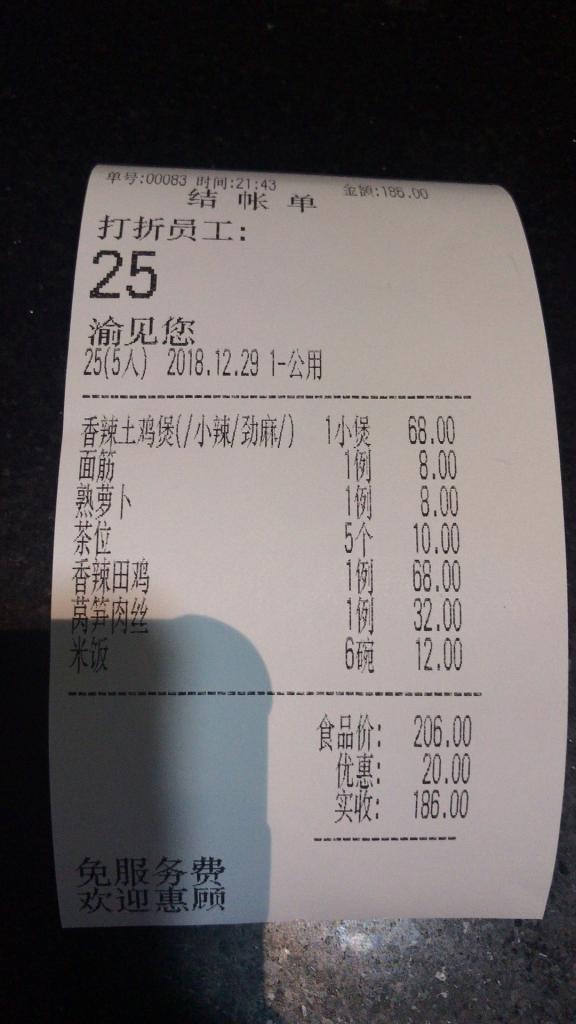 单号:00083 时间:21:43 金额:186.00
结 帐 单
打折员工:
25
渝见您
25(5人) 2018.12.29 1-公用
香辣土鸡煲(/小辣/劲麻/) 1小煲 68.00
面筋 1例 8.00
熟萝卜 1例 8.00
茶位 5个 10.00
香辣田鸡 1例 68.00
莴笋肉丝 1例 32.00
米饭 6碗 12.00
食品价: 206.00
优惠: 20.00
实收: 186.00
免服务费
欢迎惠顾